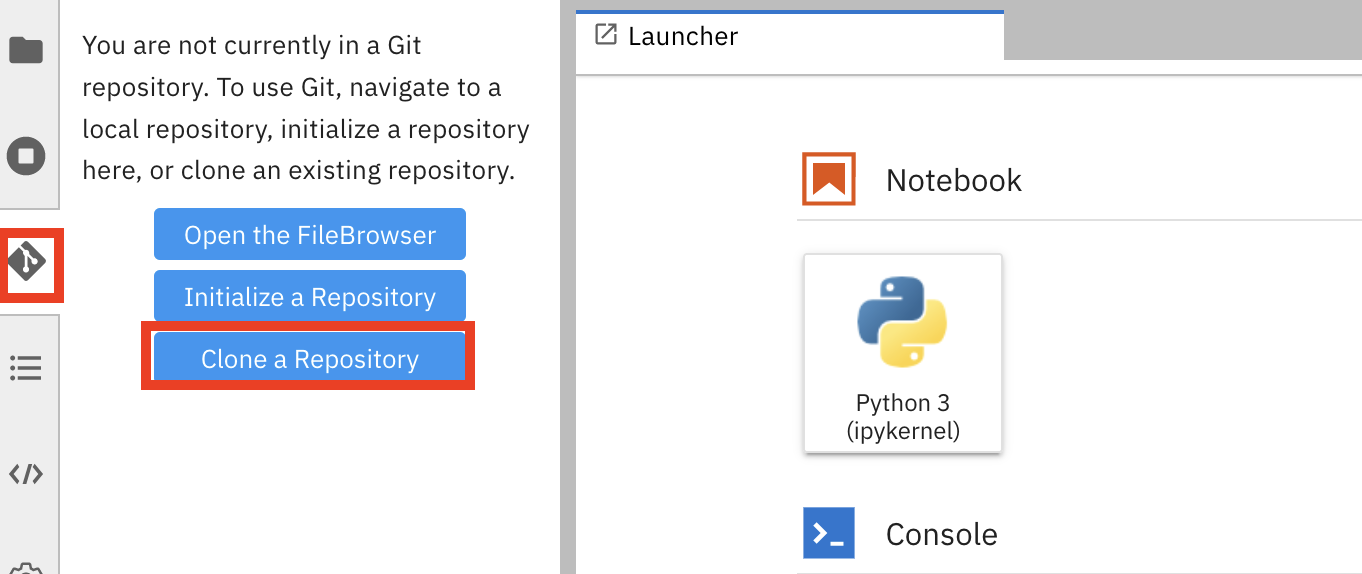 You are not currently in a Git
repository. To use Git, navigate to a
local repository, initialize a repository
here, or clone an existing repository.
Open the FileBrowser
Initialize a Repository
Clone a Repository
Launcher
Notebook
Python 3
(ipykernel)
Console